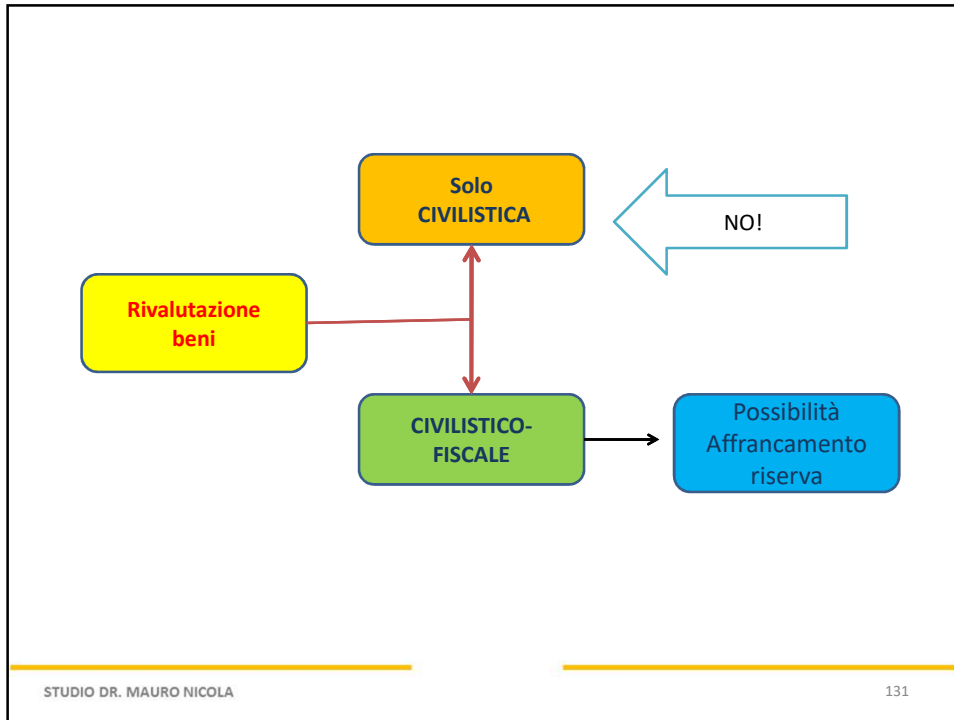 Solo
CIVILISTICA
NO!
Rivalutazione
beni
CIVILISTICO-
FISCALE
Possibilità
Affrancamento
riserva
STUDIO DR. MAURO NICOLA
131